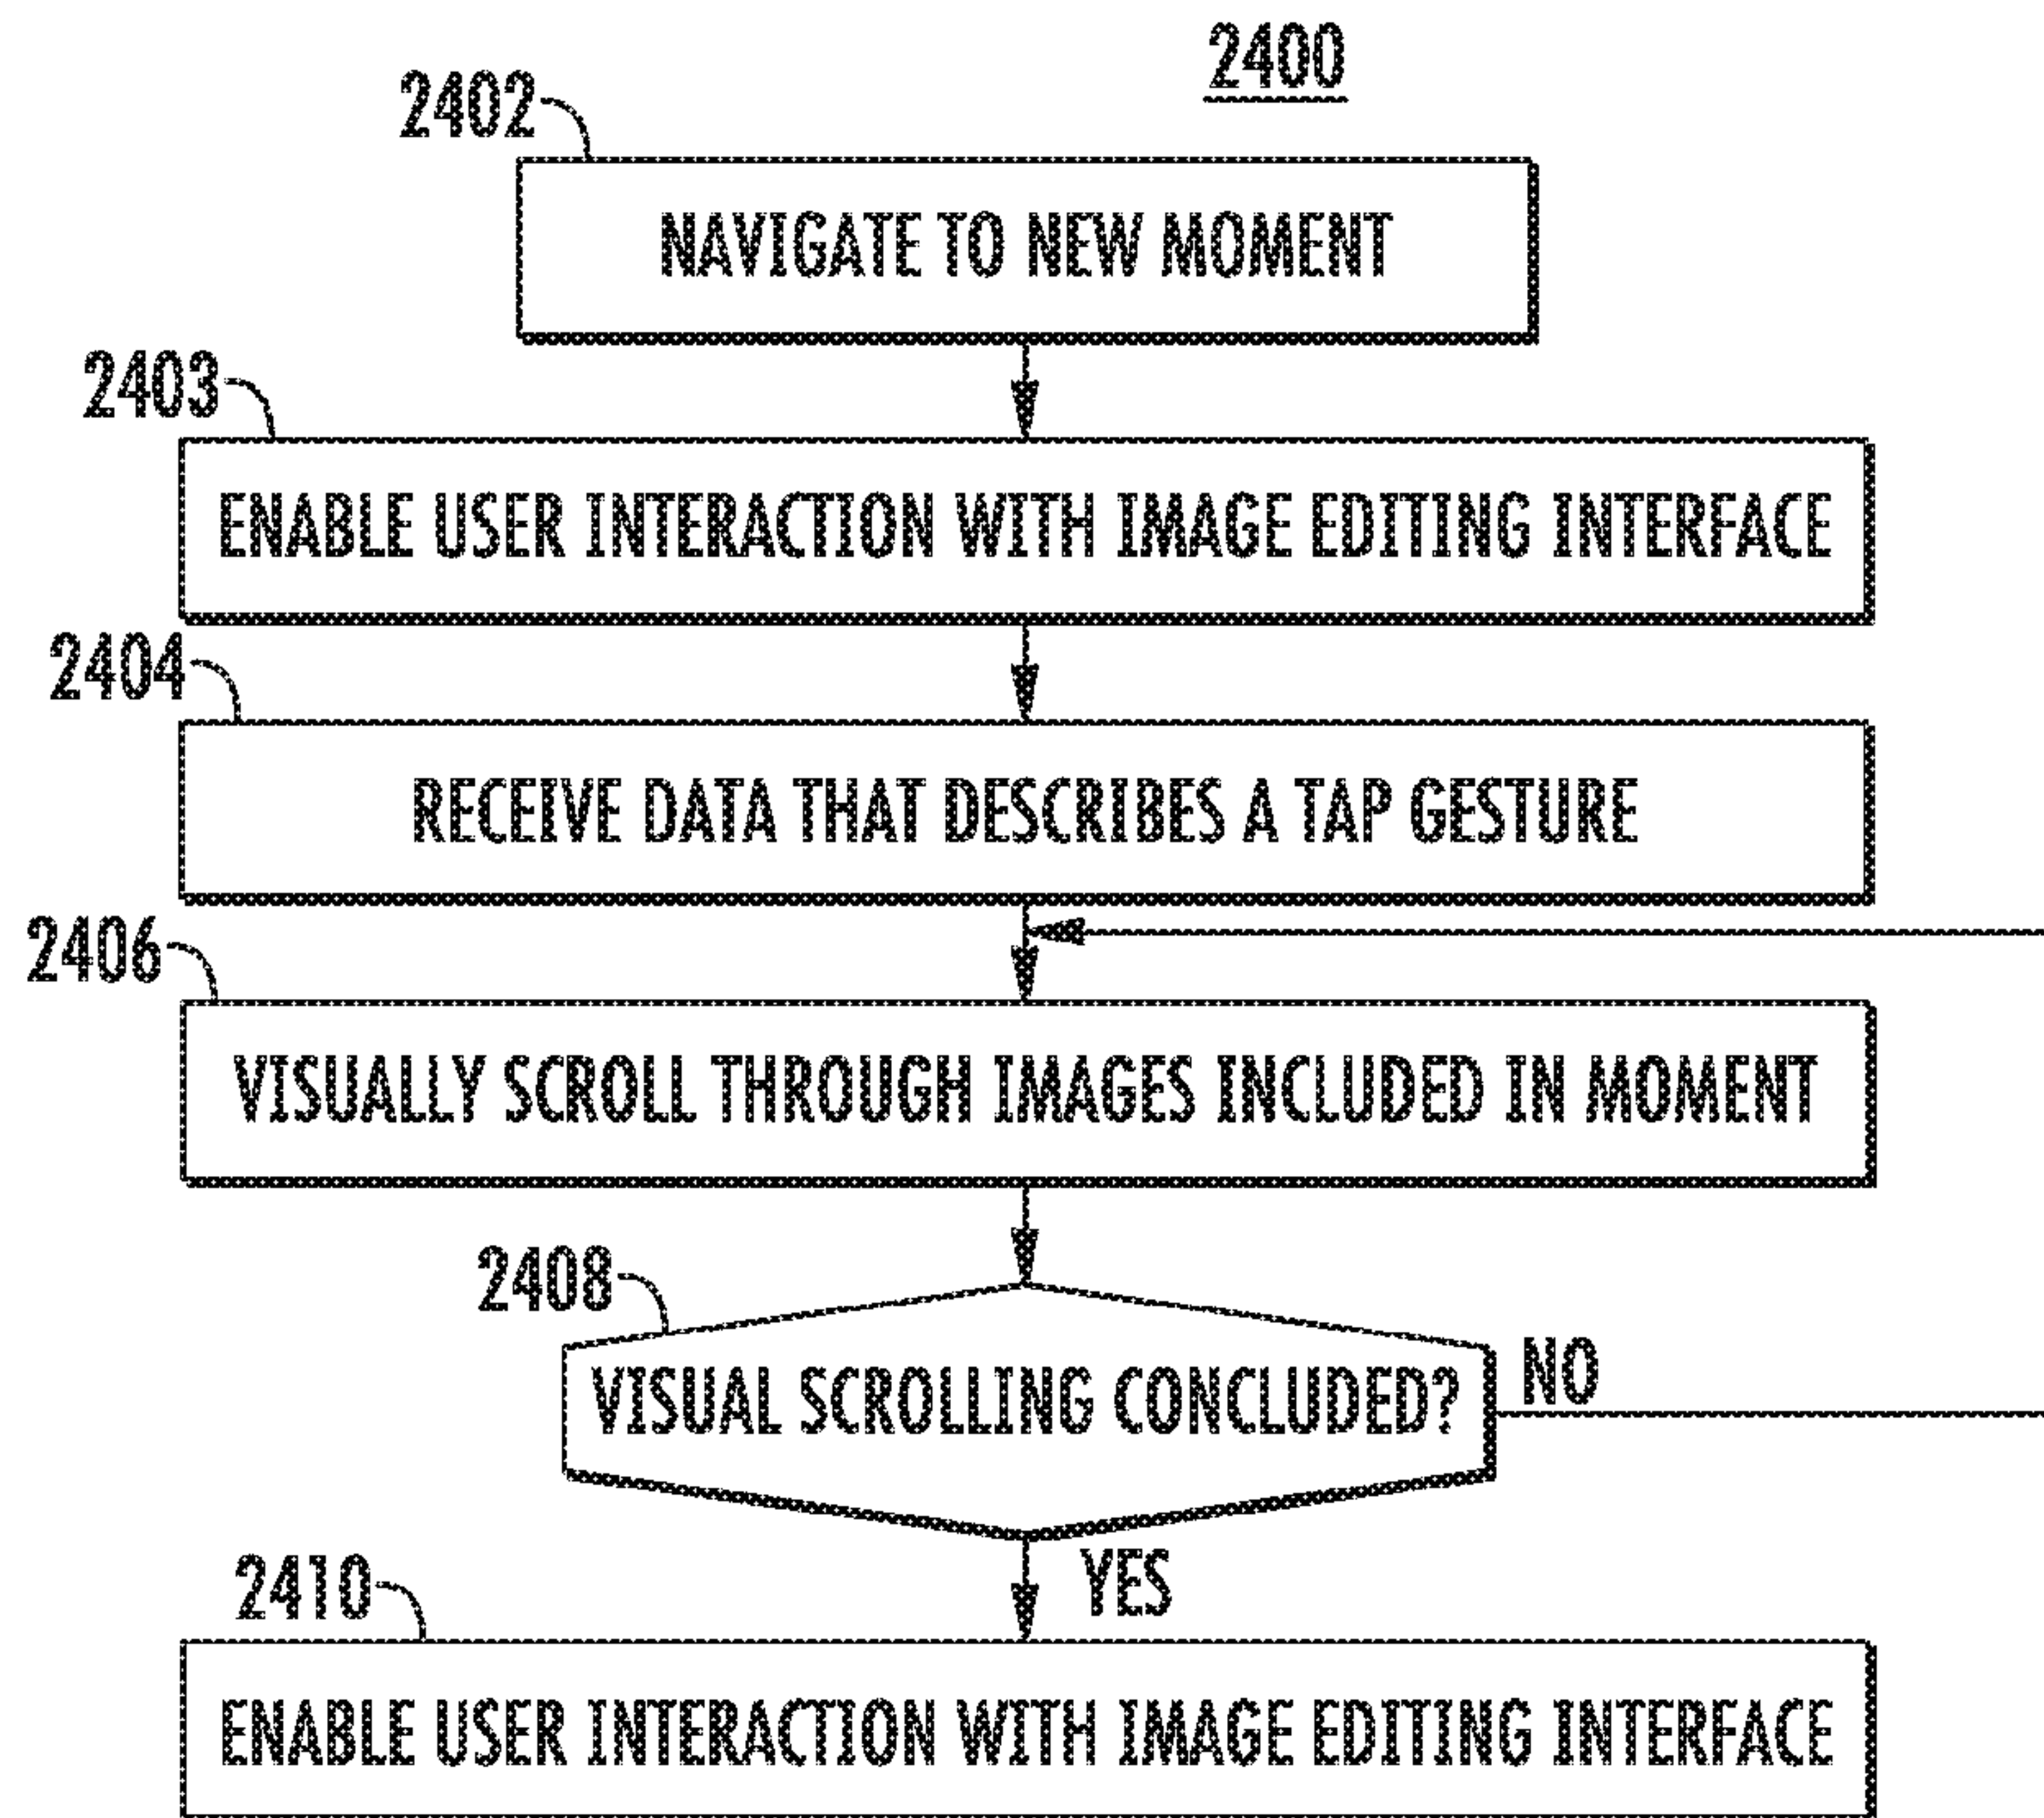 2400
2402
NAVIGATE TO NEW MOMENT
2403
ENABLE USER INTERACTION WITH IMAGE EDITING INTERFACE
2404
RECEIVE DATA THAT DESCRIBES A TAP GESTURE
2406
VISUALLY SCROLL THROUGH IMAGES INCLUDED IN MOMENT
2408
VISUAL SCROLLING CONCLUDED?
NO
YES
2410
ENABLE USER INTERACTION WITH IMAGE EDITING INTERFACE